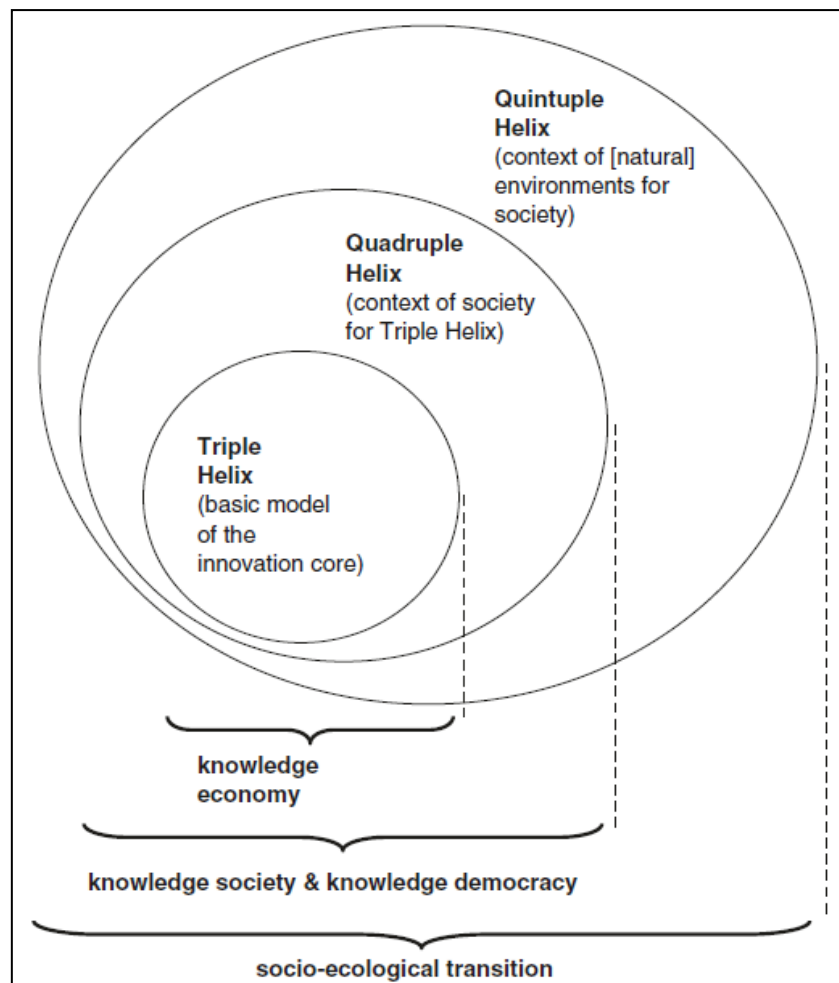 Quintuple
Helix
(context of [natural]
environments for
society)
Quadruple
Helix
(context of society
for Triple Helix)
Triple
Helix
(basic model
of the
innovation core)
knowledge
economy
knowledge society & knowledge democracy
socio-ecological transition